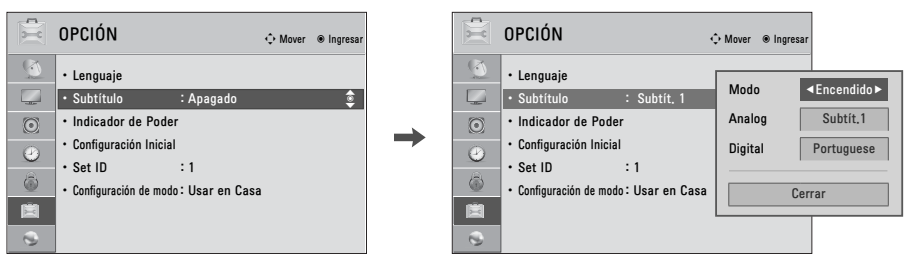 OPCIÓN
Mover
Ingresar
• Lenguaje
• Subtítulo : Apagado
• Indicador de Poder
• Configuración Inicial
• Set ID : 1
• Configuración de modo : Usar en Casa
OPCIÓN
Mover
Ingresar
• Lenguaje
• Subtítulo : Subtít. 1
• Indicador de Poder
• Configuración Inicial
• Set ID : 1
• Configuración de modo : Usar en Casa
Modo ◄Encendido►
Analog Subtít.1
Digital Portuguese
Cerrar